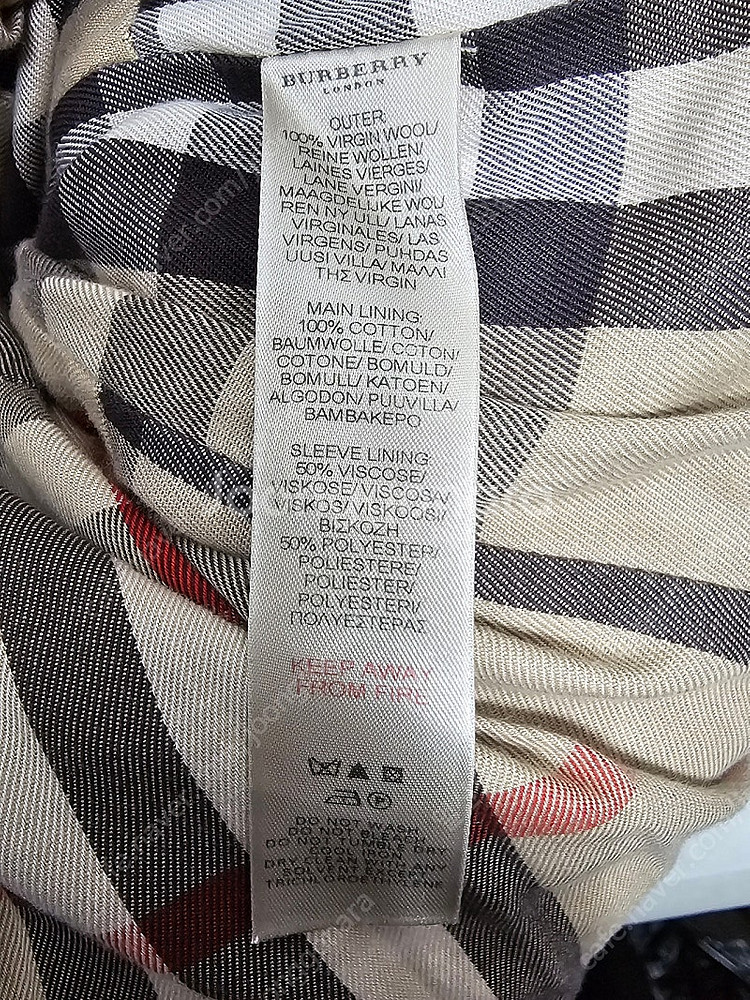 BURBERRY
LONDON
OUTER:
100% VIRGIN WOOL/
REINE WOLLEN/
LAINES VIERGES/
LANE VERGINI/
MAAGDELIJKE WOL/
REN NY ULL/ LANAS
VIRGINALES/ LAS
VIRGENS/ PUHDAS
UUSI VILLA/ ΜΑΛΛΙ
ΤΗΣ VIRGIN
MAIN LINING:
100% COTTON/
BAUMWOLLE/ COTON/
COTONE/ BOMULD/
BOMULL/ KATOEN/
ALGODON/ PUUVILLA/
ΒΑΜΒΑΚΕΡΟ
SLEEVE LINING:
50% VISCOSE/
VISKOSE/ VISCOSA/
VISKOS/ VISKOOSI/
ΒΙΣΚΟΖΗ
50% POLYESTER/
POLIESTERE/
POLIESTER/
POLYESTERI/
ΠΟΛΥΕΣΤΕΡΑΣ
KEEP AWAY
FROM FIRE
DO NOT WASH
DO NOT BLEACH
DO NOT TUMBLE DRY
COOL IRON
DRY CLEAN WITH ANY
SOLVENT EXCEPT
TRICHLOROETHYLENE